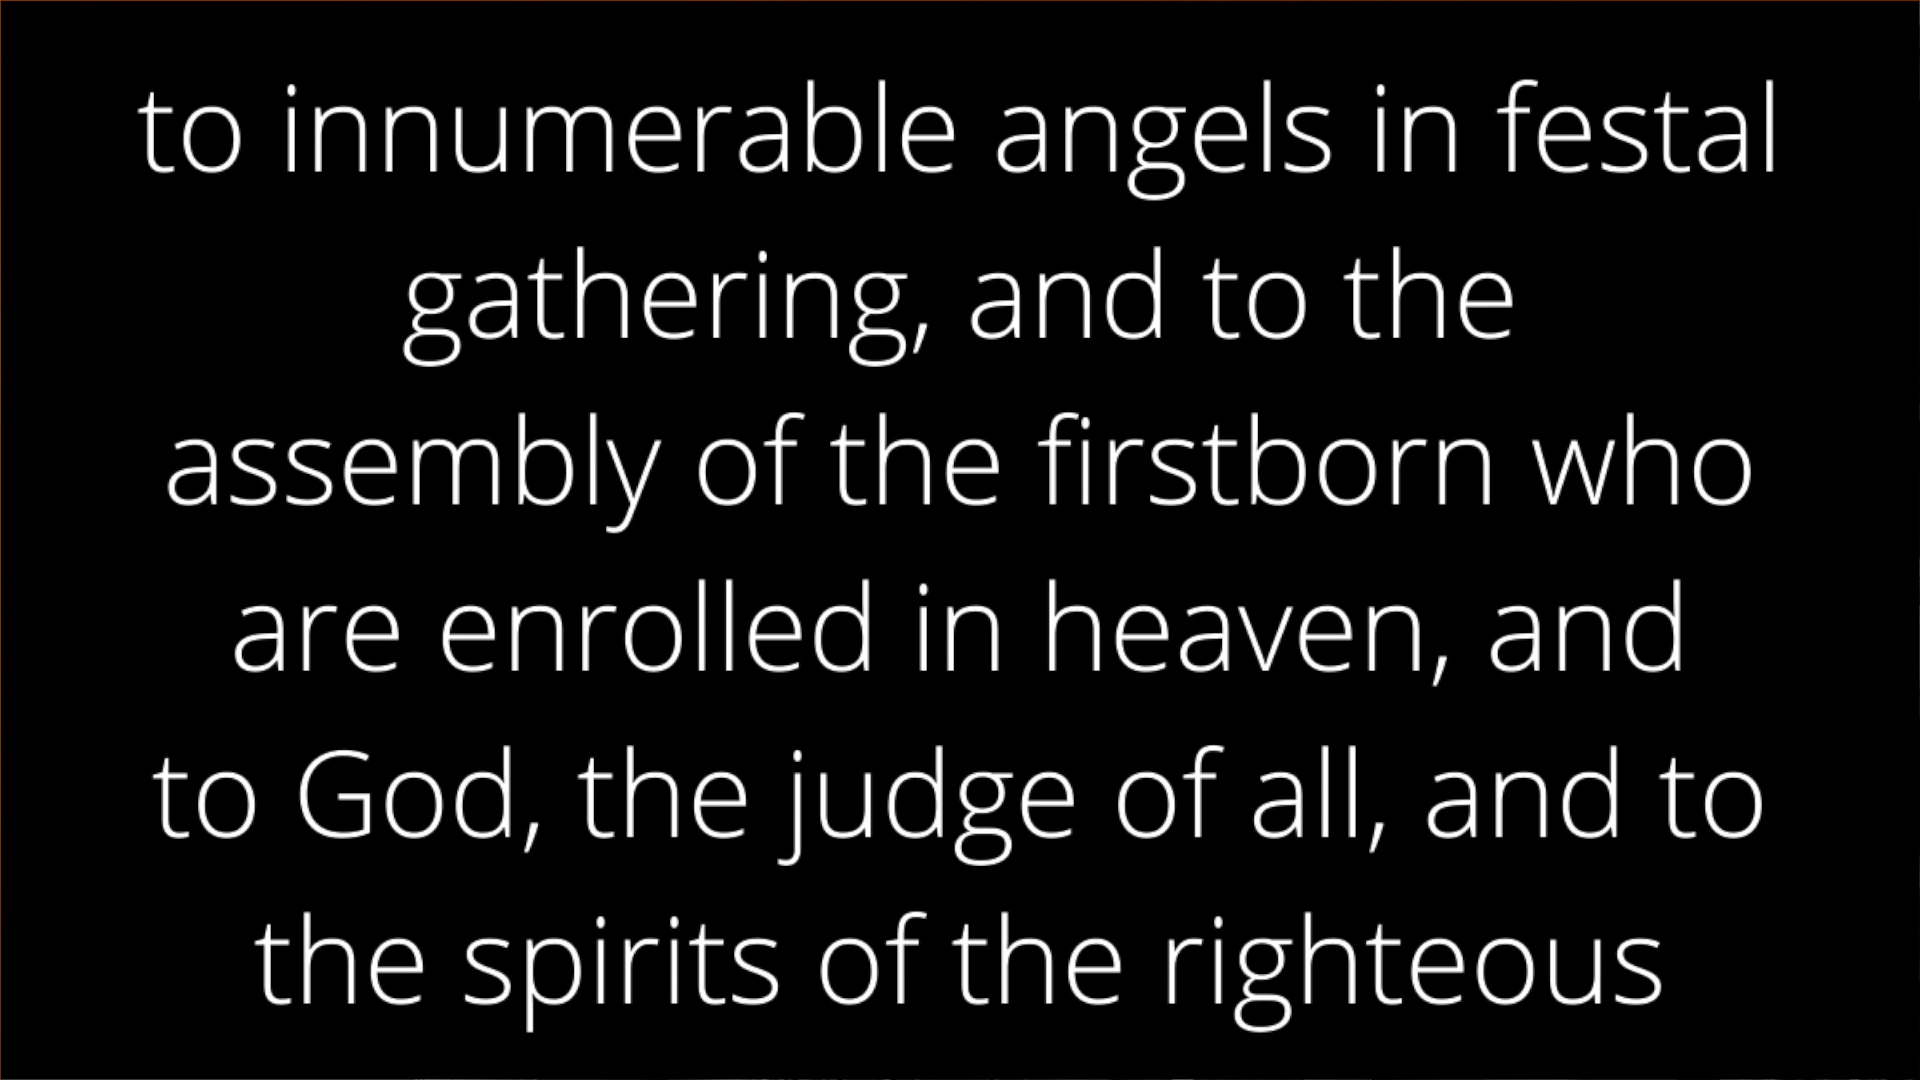 to innumerable angels in festal
gathering, and to the
assembly of the firstborn who
are enrolled in heaven, and
to God, the judge of all, and to
the spirits of the righteous